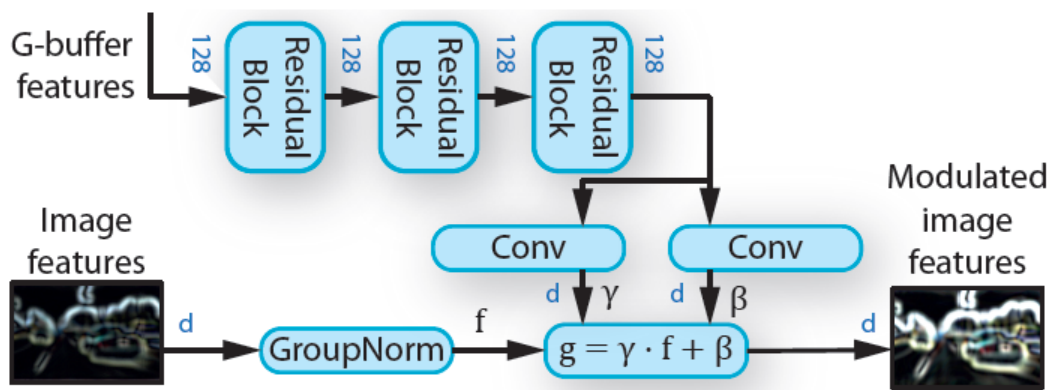 G-buffer
features
128
Residual
Block
128
Residual
Block
128
Residual
Block
128
Image
features
Modulated
image
features
Conv
Conv
d
γ
d
β
d
GroupNorm
f
g = γ · f + β
d